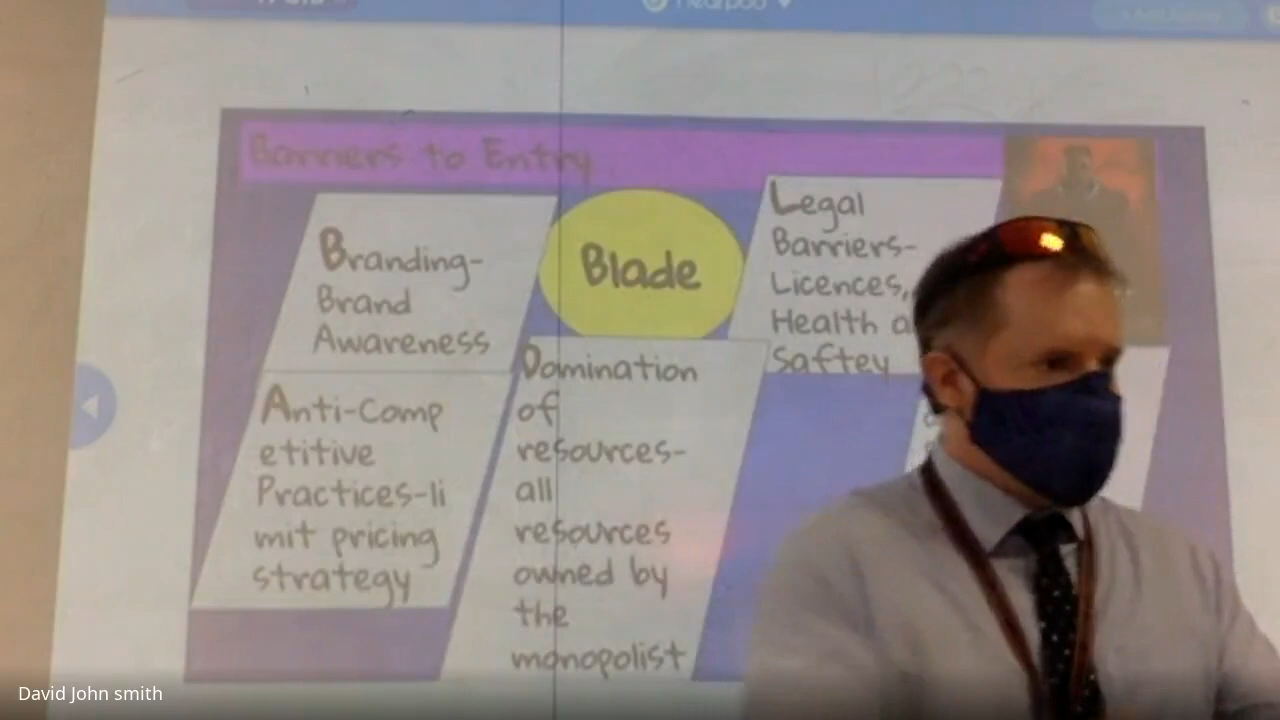 nearpod
Barriers to Entry
Branding-
Brand
Awareness
Blade
Legal
Barriers-
Licences,
Health a
Saftey
Anti-Comp
etitive
Practices-li
mit pricing
strategy
Domination
of
resources-
all
resources
owned by
the
monopolist
David John smith